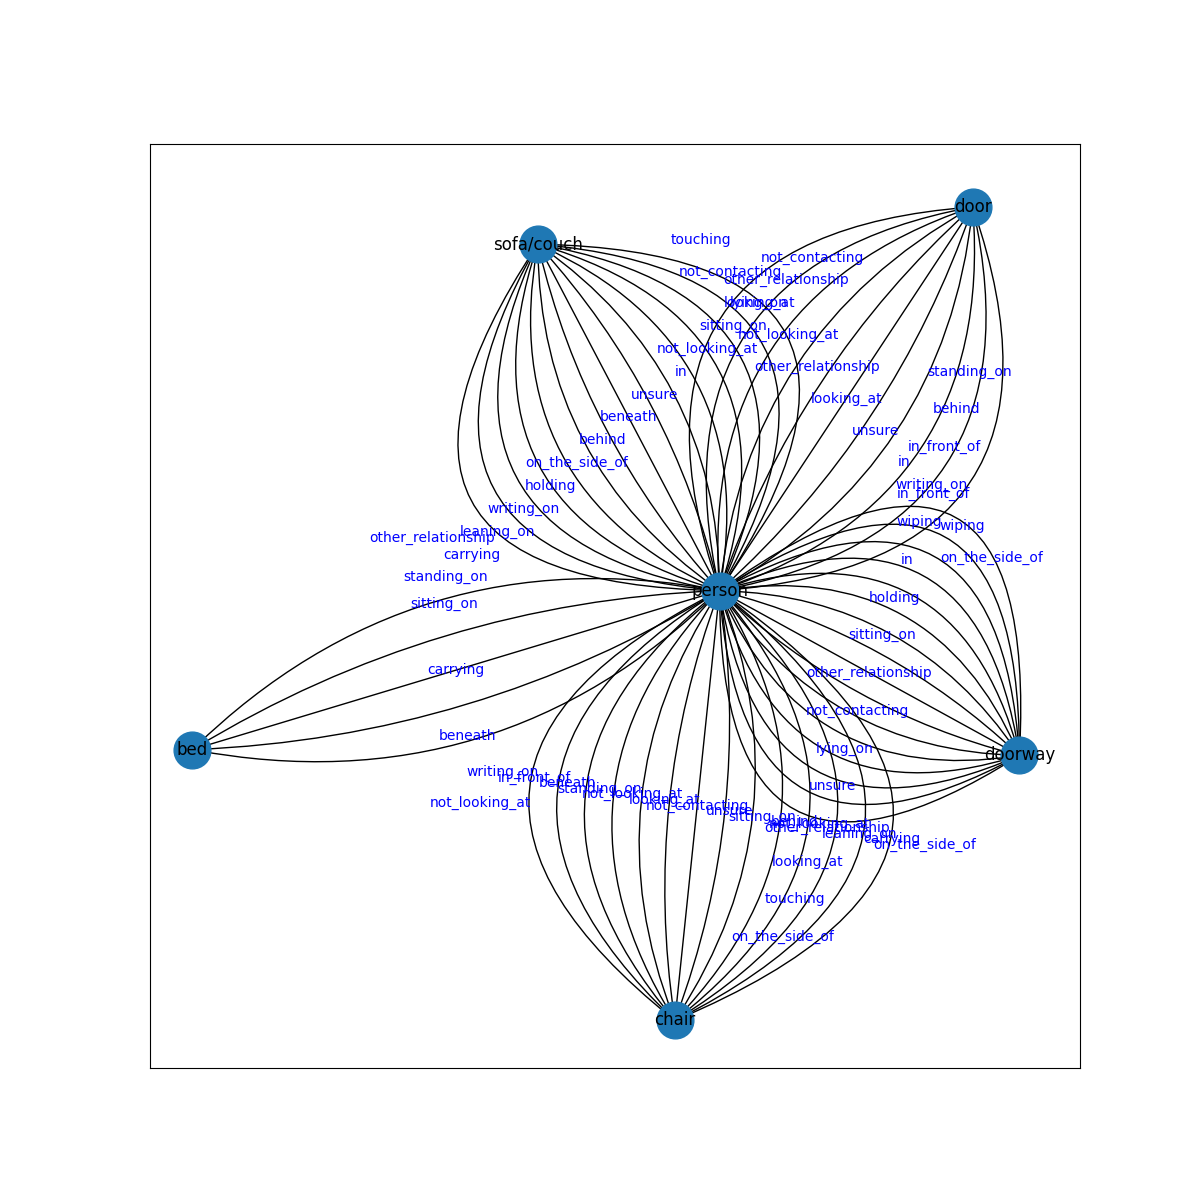 door
touching
sofa/couch
not_contacting
not_contacting
other_relationship
looking_at
lying_on
sitting_on
not_looking_at
not_looking_at
other_relationship
in
standing_on
unsure
looking_at
behind
beneath
unsure
behind
in_front_of
on_the_side_of
in
holding
writing_on
in_front_of
writing_on
wiping
wiping
leaning_on
other_relationship
carrying
on_the_side_of
in
standing_on
person
holding
sitting_on
sitting_on
carrying
other_relationship
not_contacting
beneath
lying_on
bed
doorway
writing_on
in_front_of
beneath
unsure
standing_on
not_looking_at
looking_at
not_looking_at
not_contacting
unsure
sitting_on
behind
not_looking_at
other_relationship
leaning_on
carrying
on_the_side_of
looking_at
touching
on_the_side_of
chair